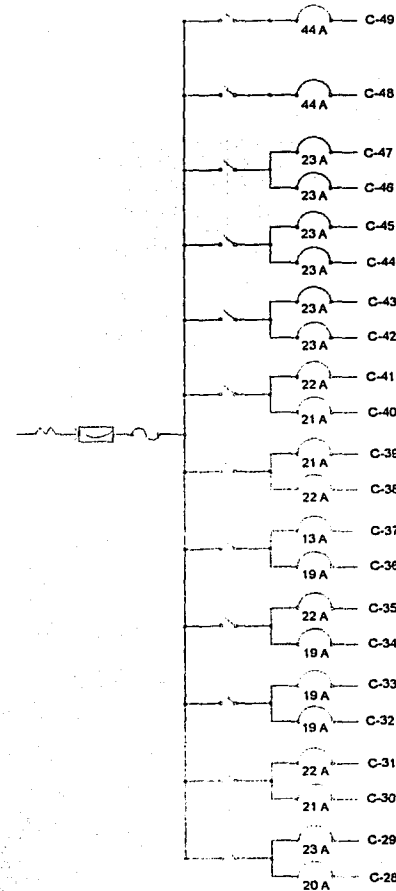 C-49
44 A
C-48
44 A
C-47
23 A
C-46
23 A
C-45
23 A
C-44
23 A
C-43
23 A
C-42
23 A
C-41
22 A
C-40
21 A
C-39
21 A
C-38
22 A
C-37
13 A
C-36
19 A
C-35
22 A
C-34
19 A
C-33
19 A
C-32
19 A
C-31
22 A
C-30
21 A
C-29
23 A
C-28
20 A